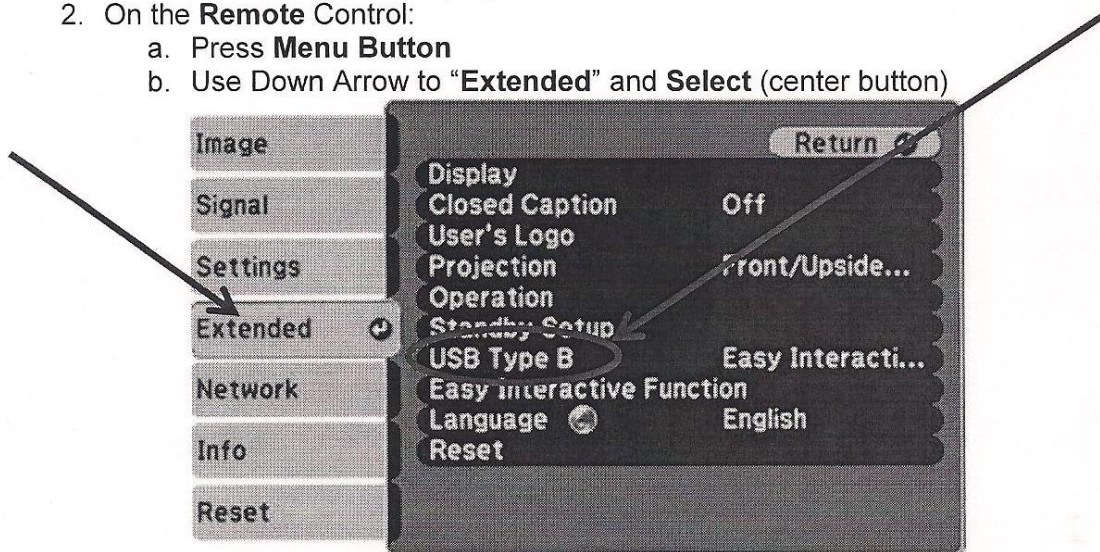 2. On the Remote Control:
a. Press Menu Button
b. Use Down Arrow to “Extended” and Select (center button)
Image
Signal
Settings
Extended
Network
Info
Reset
Return
Display
Closed Caption Off
User's Logo
Projection Front/Upside...
Operation
Standby Setup
USB Type B Easy Interacti...
Easy Interactive Function
Language English
Reset